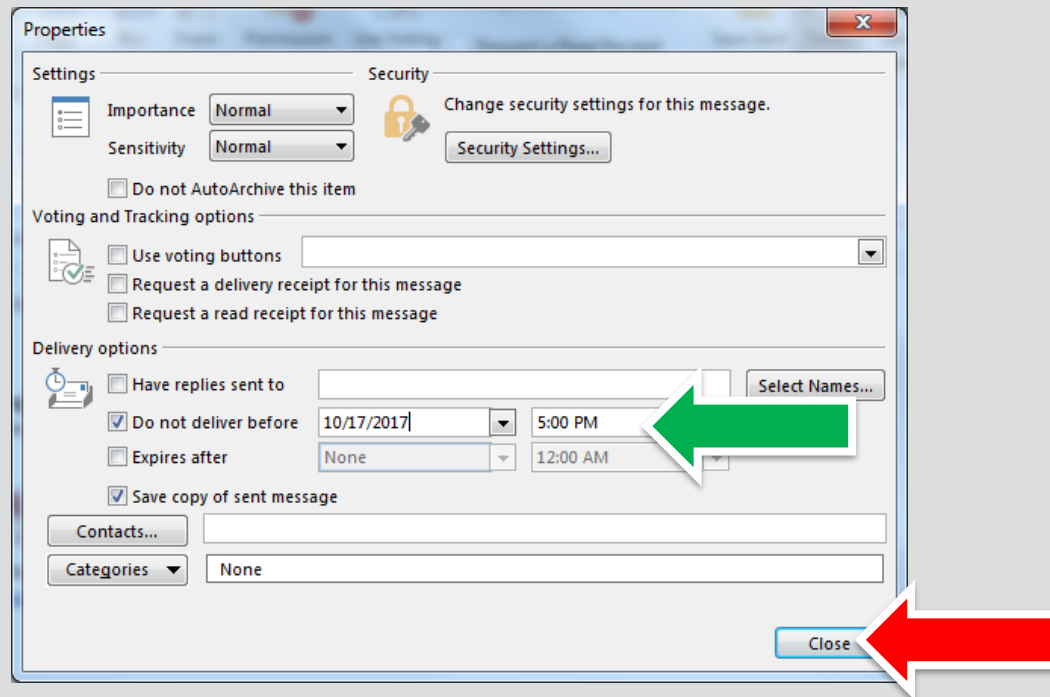 Properties
Settings
Security
Importance Normal
Change security settings for this message.
Sensitivity Normal
Security Settings...
Do not AutoArchive this item
Voting and Tracking options
Use voting buttons
Request a delivery receipt for this message
Request a read receipt for this message
Delivery options
Have replies sent to
Select Names...
Do not deliver before 10/17/2017 5:00 PM
Expires after None 12:00 AM
Save copy of sent message
Contacts...
Categories None
Close